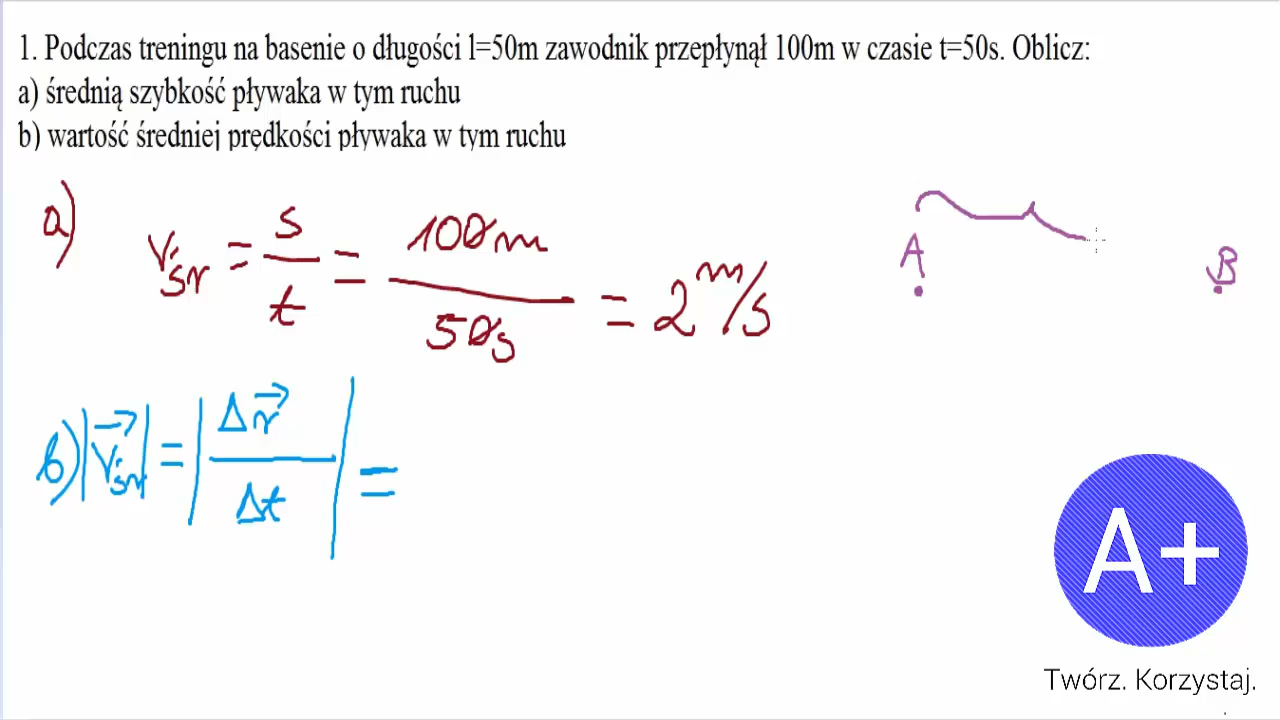 1. Podczas treningu na basenie o długości l=50m zawodnik przepłynął 100m w czasie t=50s. Oblicz:
a) średnią szybkość pływaka w tym ruchu
b) wartość średniej prędkości pływaka w tym ruchu
a) Vśr = s/t = 100m/50s = 2 m/s
A B
b) |V⃗śr| = |Δr⃗/Δt| =
A+
Twórz. Korzystaj.